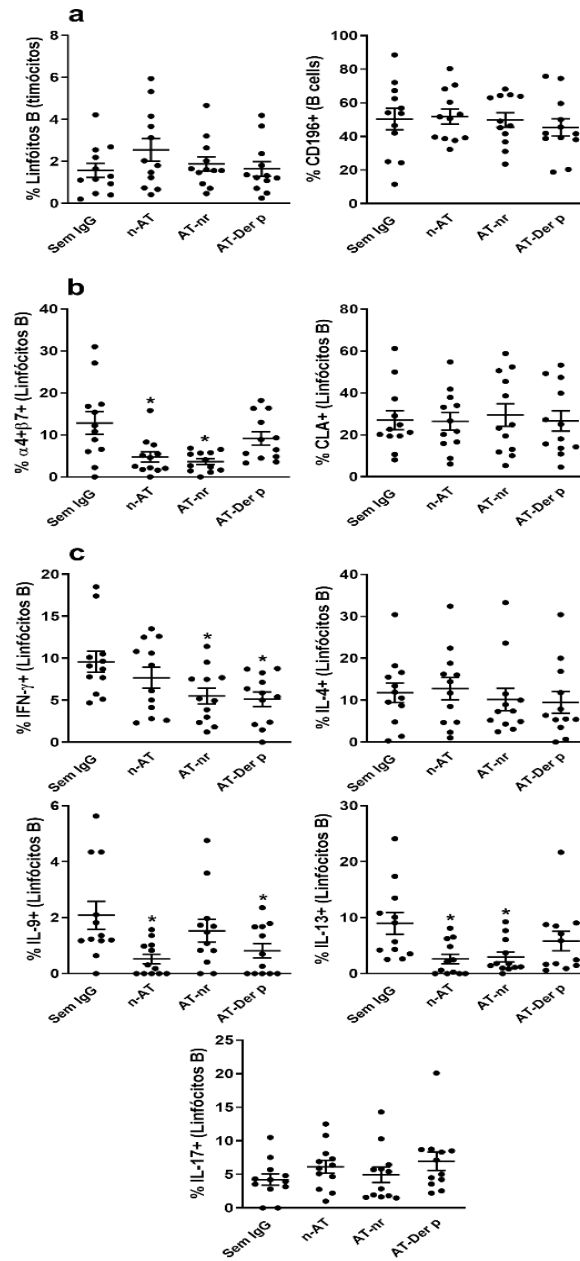 a
% Linfóitos B (timócitos)
8
6
4
2
0
Sem IgG
n-AT
AT-nr
AT-Der p
% CD196+ (B cells)
100
80
60
40
20
0
Sem IgG
n-AT
AT-nr
AT-Der p
b
% α4+β7+ (Linfócitos B)
40
30
20
10
0
*
*
Sem IgG
n-AT
AT-nr
AT-Der p
% CLA+ (Linfócitos B)
80
60
40
20
0
Sem IgG
n-AT
AT-nr
AT-Der p
c
% IFN-γ+ (Linfócitos B)
20
15
10
5
0
*
*
Sem IgG
n-AT
AT-nr
AT-Der p
% IL-4+ (Linfócitos B)
40
30
20
10
0
Sem IgG
n-AT
AT-nr
AT-Der p
% IL-9+ (Linfócitos B)
6
4
2
0
*
*
Sem IgG
n-AT
AT-nr
AT-Der p
% IL-13+ (Linfócitos B)
30
20
10
0
*
*
Sem IgG
n-AT
AT-nr
AT-Der p
% IL-17+ (Linfócitos B)
25
20
15
10
5
0
Sem IgG
n-AT
AT-nr
AT-Der p